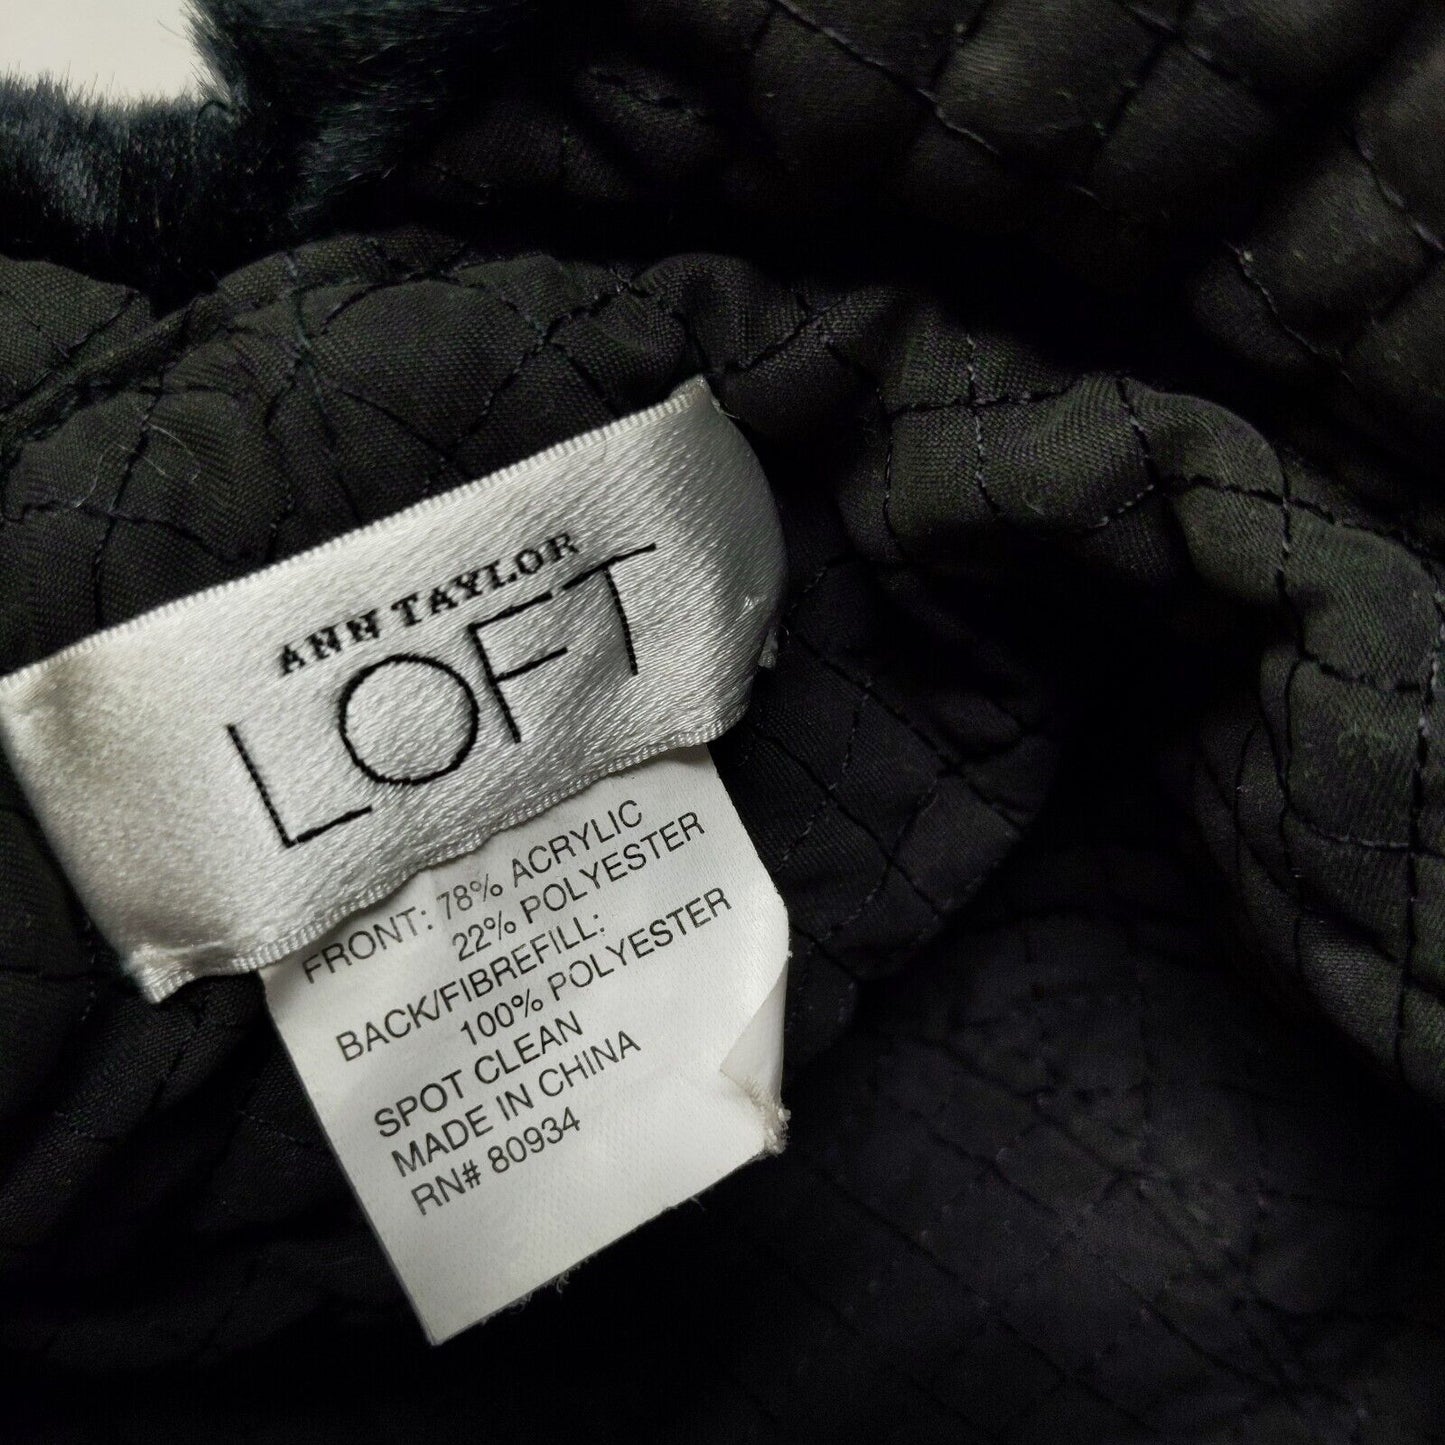 ANN TAYLOR
LOFT
FRONT: 78% ACRYLIC
22% POLYESTER
BACK/FIBREFILL:
100% POLYESTER
SPOT CLEAN
MADE IN CHINA
RN# 80934